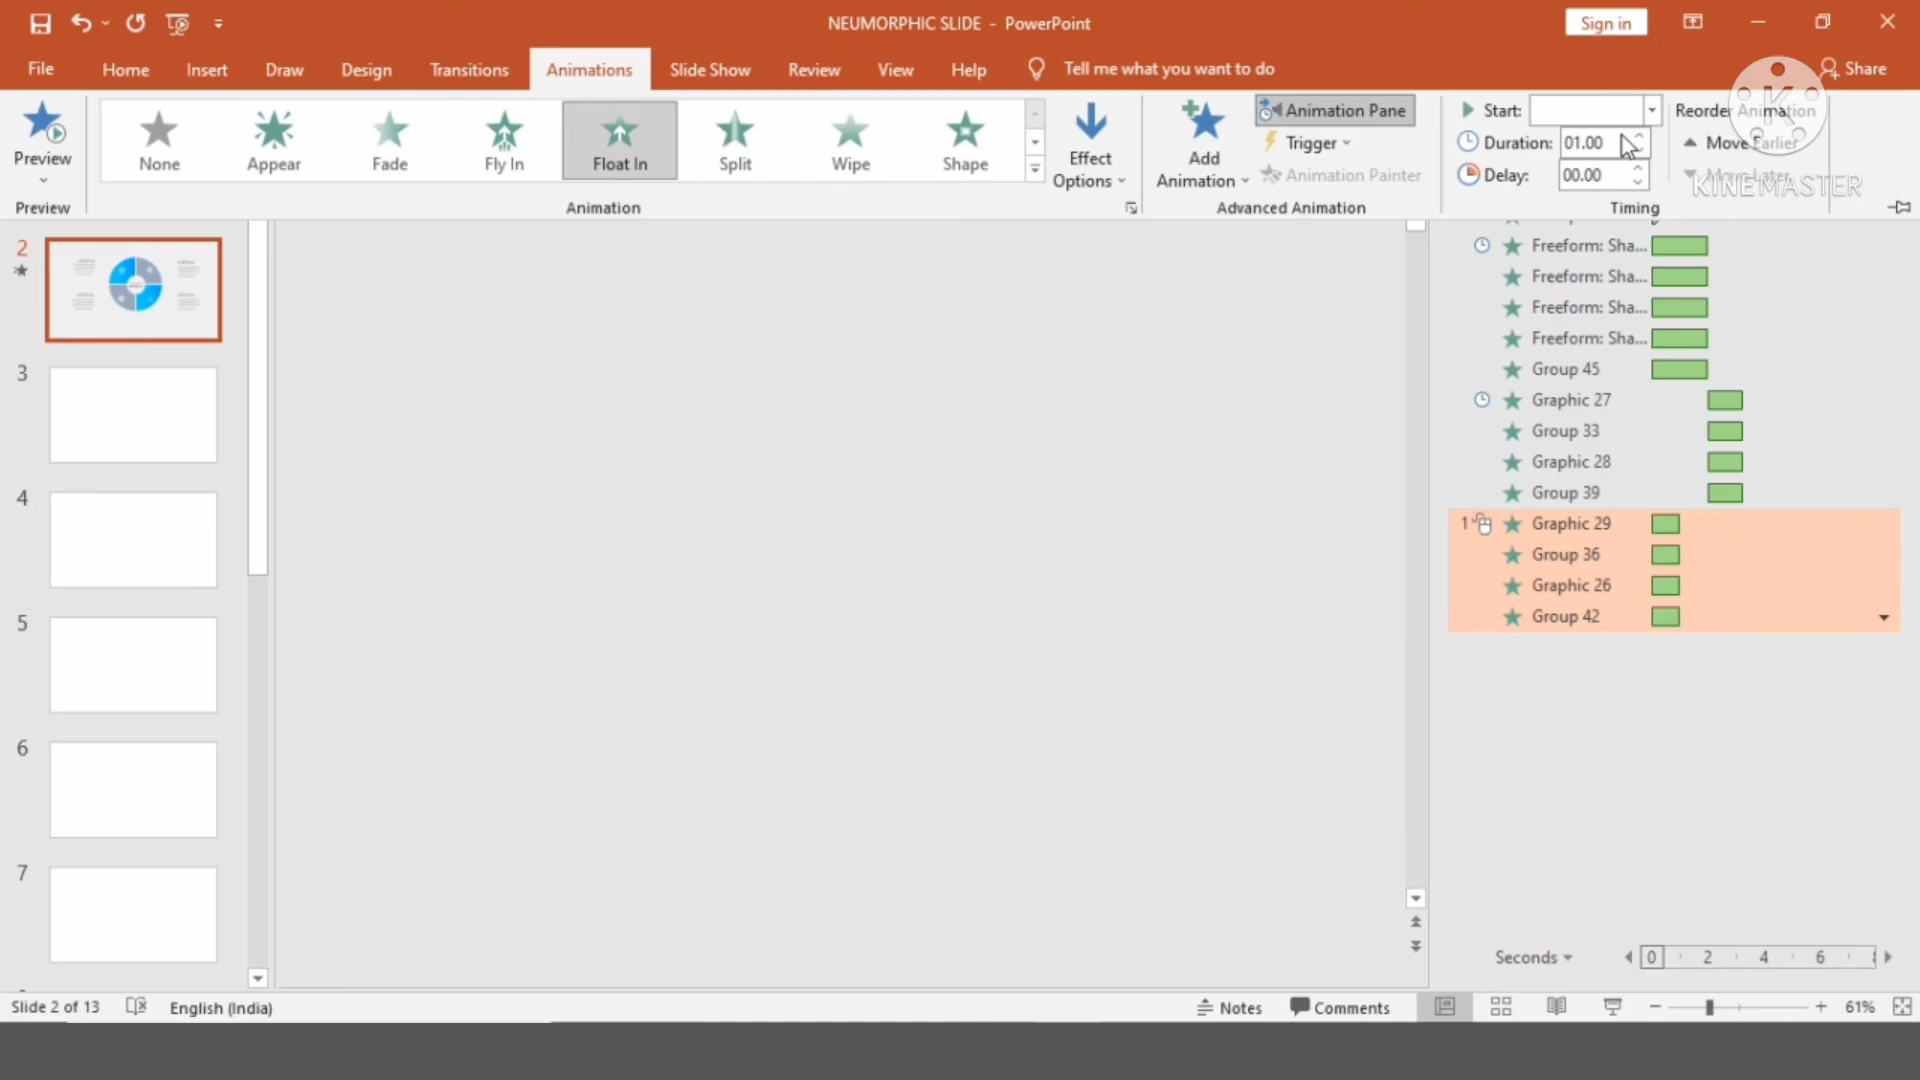 NEUMORPHIC SLIDE - PowerPoint
Sign in
File Home Insert Draw Design Transitions Animations Slide Show Review View Help Tell me what you want to do Share
Preview
Preview
None Appear Fade Fly In Float In Split Wipe Shape
Animation
Effect Options
Add Animation
Animation Pane
Trigger
Animation Painter
Advanced Animation
Start:
Duration: 01.00
Delay: 00.00
Timing
Reorder Animation
Move Earlier
Move Later
K
KINEMASTER
2
3
4
5
6
7
Freeform: Sha...
Freeform: Sha...
Freeform: Sha...
Freeform: Sha...
Group 45
Graphic 27
Group 33
Graphic 28
Group 39
1 Graphic 29
Group 36
Graphic 26
Group 42
Seconds 0 2 4 6
Slide 2 of 13 English (India) Notes Comments 61%